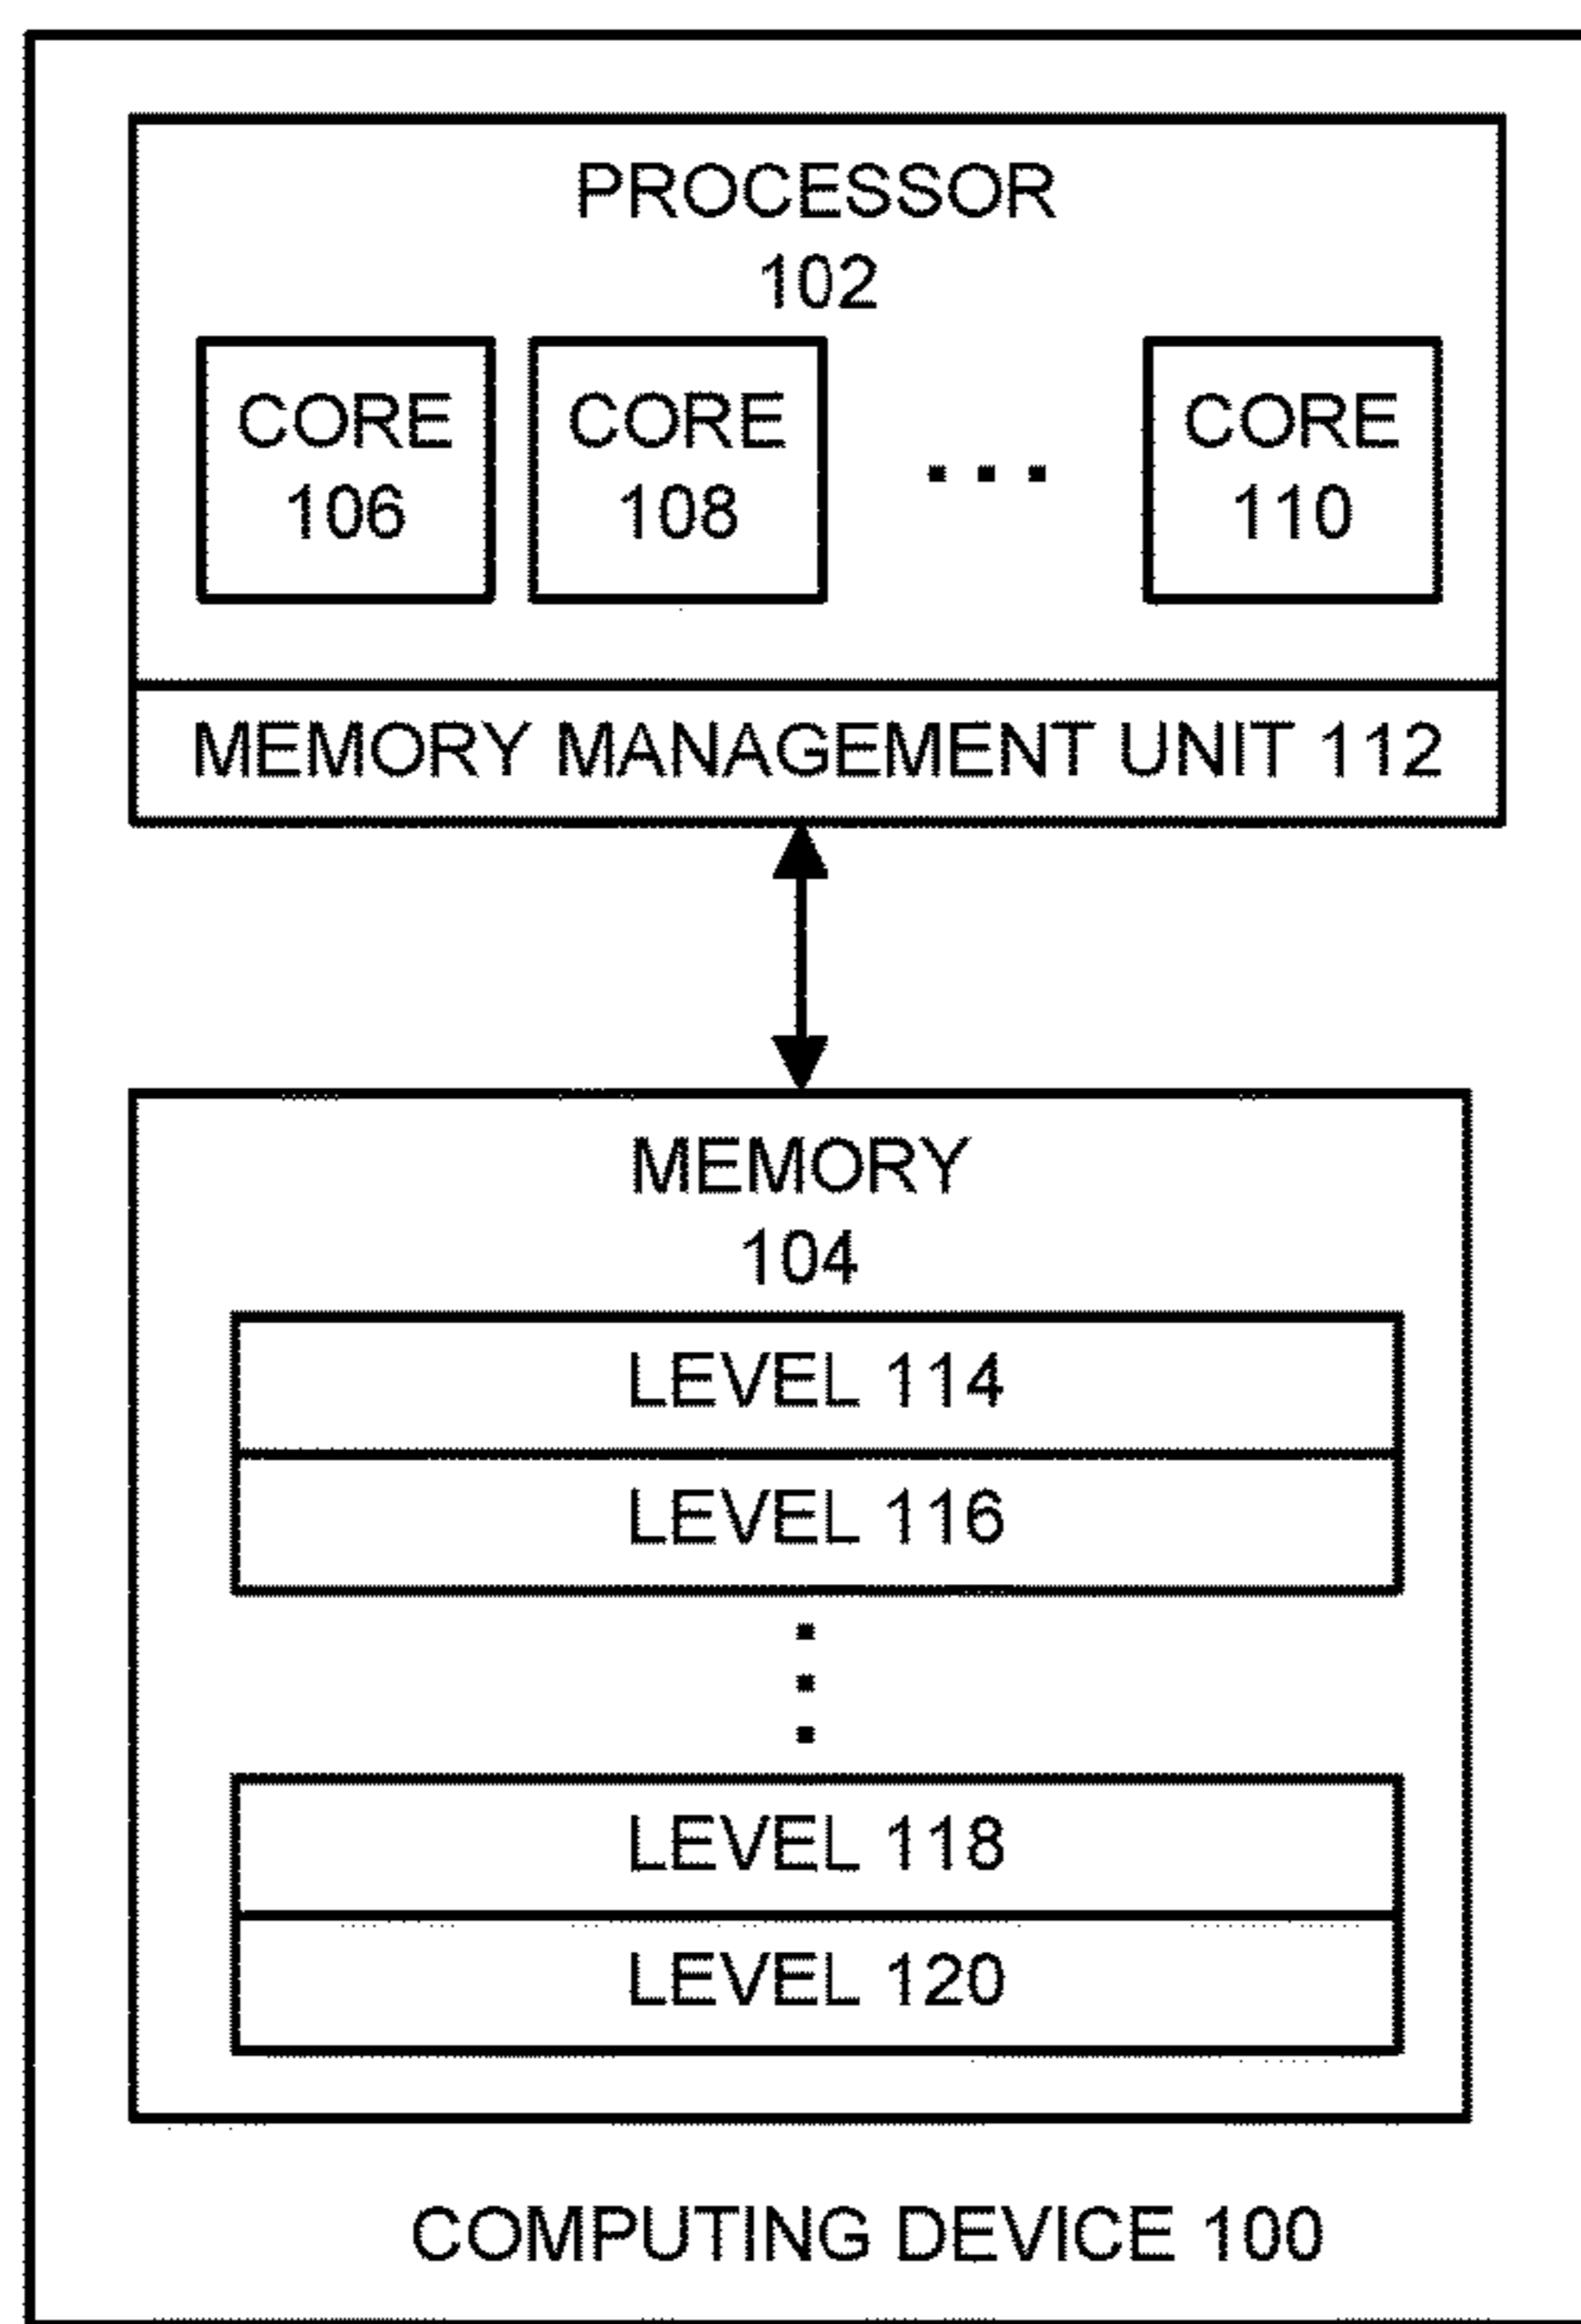 PROCESSOR
102
CORE
106
CORE
108
...
CORE
110
MEMORY MANAGEMENT UNIT 112
MEMORY
104
LEVEL 114
LEVEL 116
LEVEL 118
LEVEL 120
COMPUTING DEVICE 100